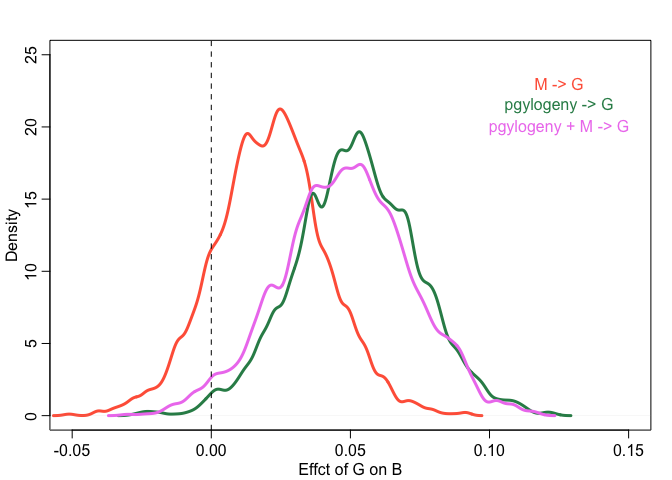 25
20
15
10
5
0
Density
M -> G
pgylogeny -> G
pgylogeny + M -> G
-0.05 0.00 0.05 0.10 0.15
Effct of G on B